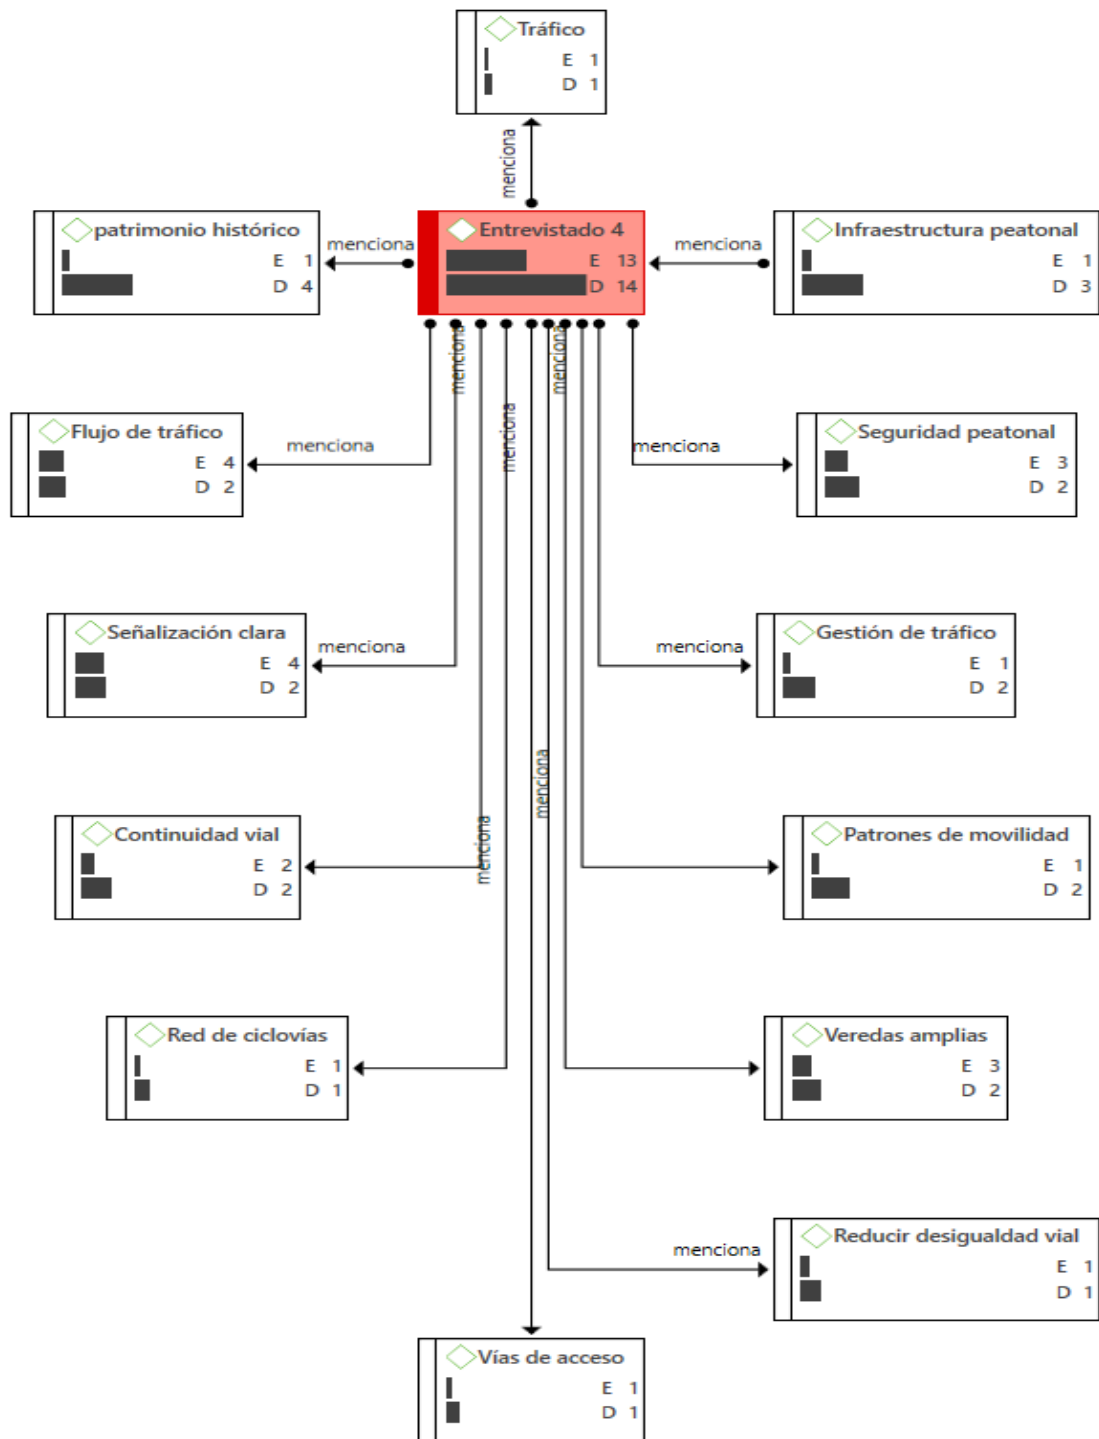 Tráfico
E 1
D 1
menciona
patrimonio histórico
E 1
D 4
menciona
Entrevistado 4
E 13
D 14
menciona
Infraestructura peatonal
E 1
D 3
menciona
menciona
Flujo de tráfico
E 4
D 2
menciona
menciona
menciona
Seguridad peatonal
E 3
D 2
Señalización clara
E 4
D 2
menciona
menciona
Gestión de tráfico
E 1
D 2
Continuidad vial
E 2
D 2
menciona
menciona
Patrones de movilidad
E 1
D 2
Red de ciclovías
E 1
D 1
Veredas amplias
E 3
D 2
menciona
Reducir desigualdad vial
E 1
D 1
Vías de acceso
E 1
D 1